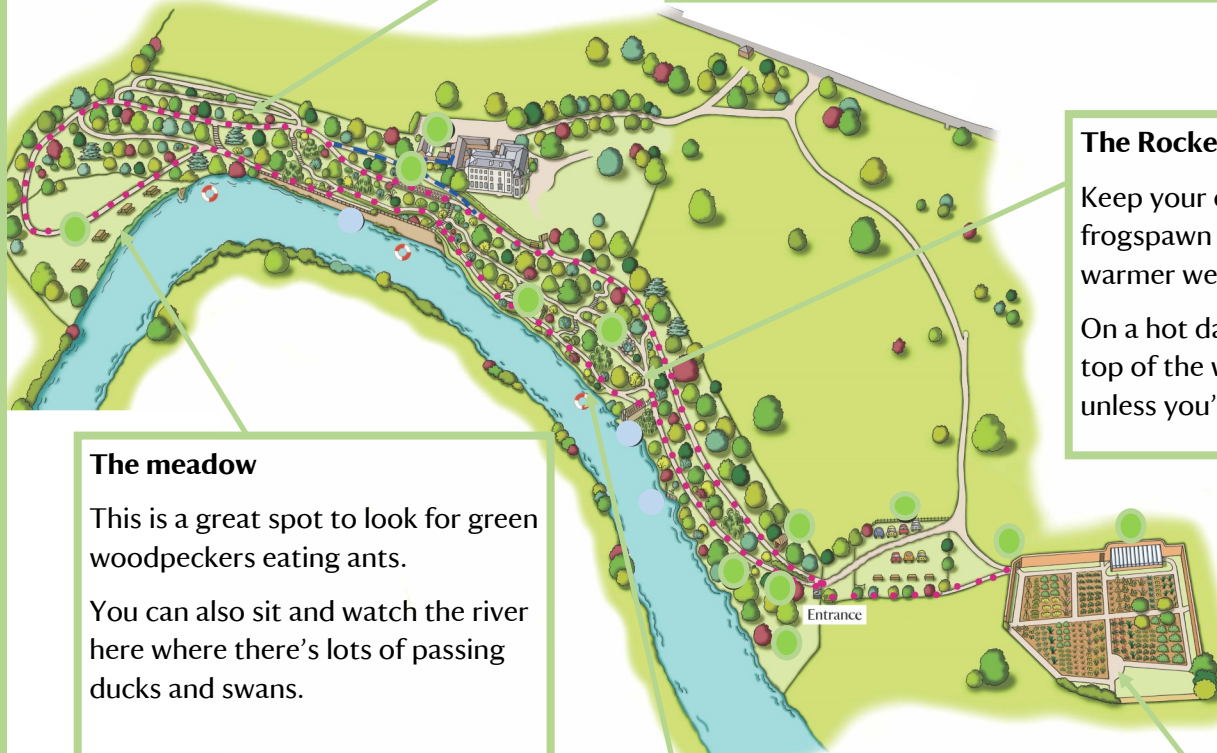 The Rocke
Keep your
frogspawn
warmer we
On a hot da
top of the
unless you'
The meadow
This is a great spot to look for green
woodpeckers eating ants.
You can also sit and watch the river
here where there's lots of passing
ducks and swans.
Entrance